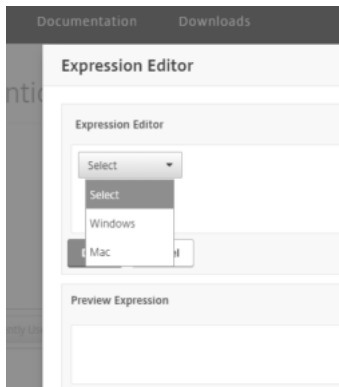 Documentation Downloads
Expression Editor
Expression Editor
Select
Select
Windows
Mac
Preview Expression